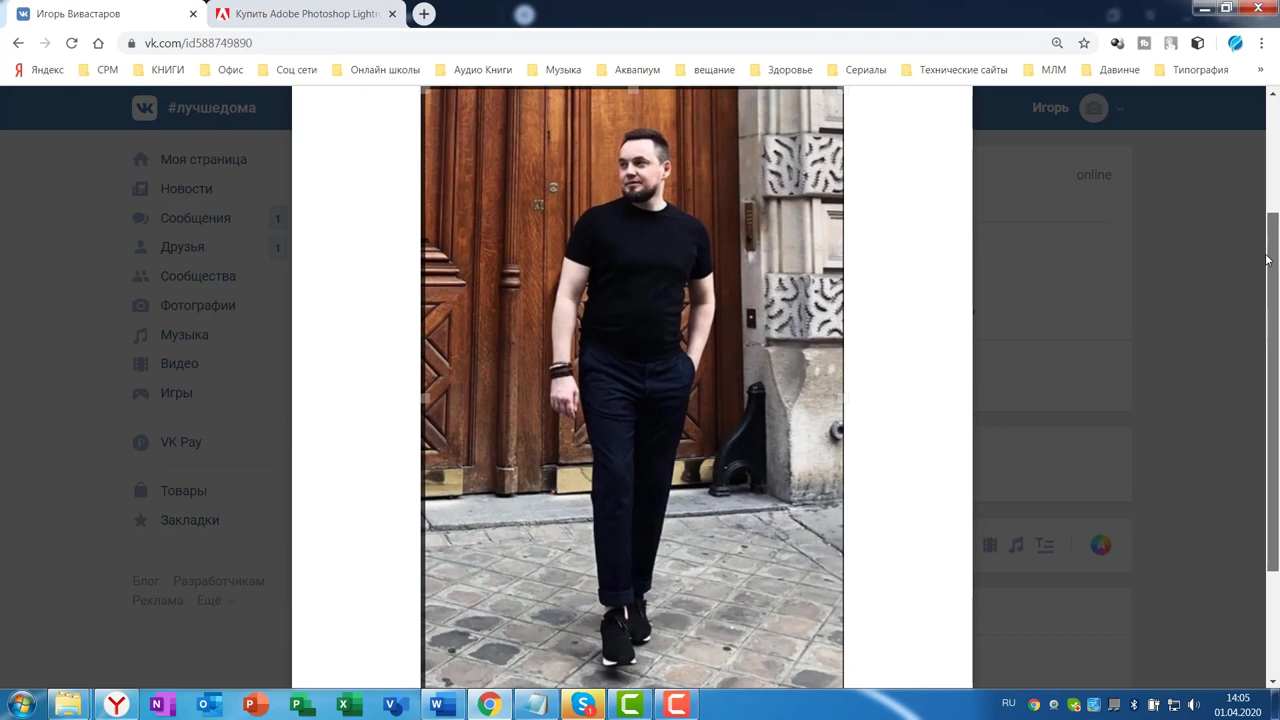 Игорь Вивастаров
Купить Adobe Photoshop Lightr
vk.com/id588749890
Яндекс
СРМ
КНИГИ
Офис
Соц сети
Онлайн школы
Аудио Книги
Музыка
Аквапиум
вещание
Здоровье
Сериалы
Технические сайты
МЛМ
Давинче
Типография
»
#лучшедома
Игорь
Моя страница
online
Новости
Сообщения 1
Друзья 1
Сообщества
Фотографии
Музыка
Видео
Игры
VK Pay
Товары
Закладки
Блог Разработчикам
Реклама Ещё
RU
14:05
01.04.2020